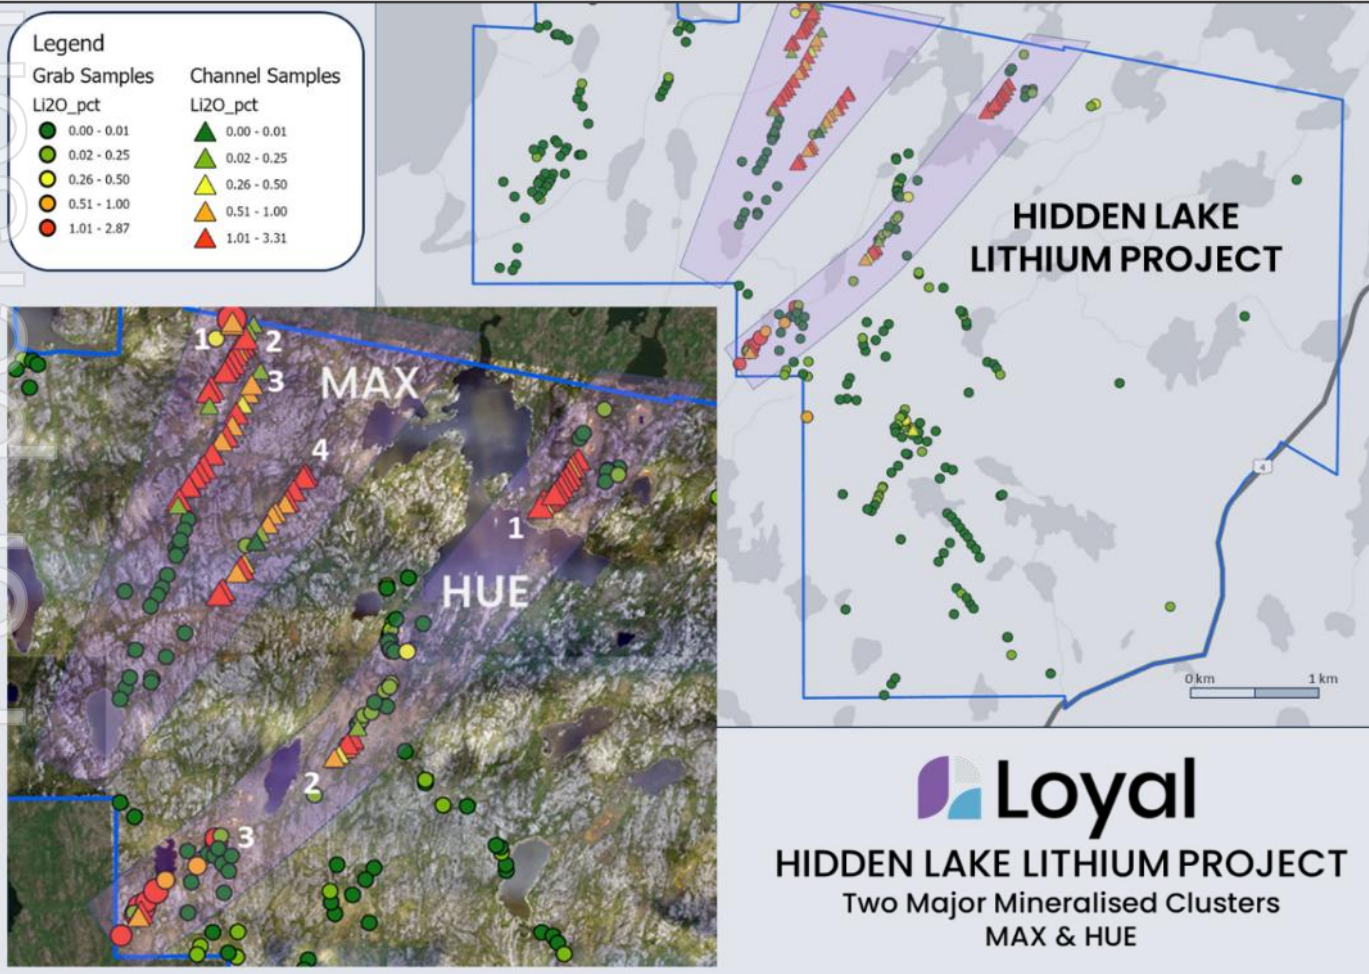 Legend
Grab Samples Channel Samples
Li2O_pct Li2O_pct
0.00 - 0.01 0.00 - 0.01
0.02 - 0.25 0.02 - 0.25
0.26 - 0.50 0.26 - 0.50
0.51 - 1.00 0.51 - 1.00
1.01 - 2.87 1.01 - 3.31
HIDDEN LAKE
LITHIUM PROJECT
4
0 km 1 km
1
2
3
MAX
4
1
HUE
2
3
Loyal
HIDDEN LAKE LITHIUM PROJECT
Two Major Mineralised Clusters
MAX & HUE